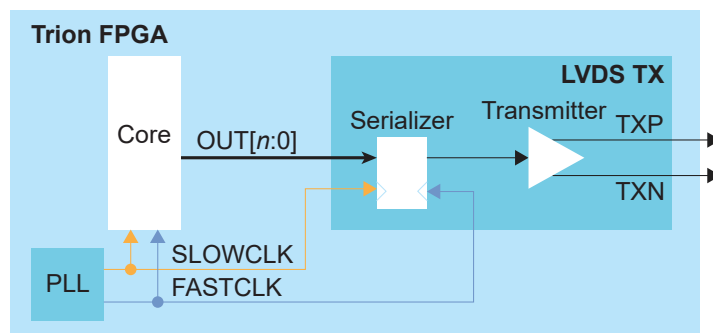 Trion FPGA
LVDS TX
Core
OUT[n:0]
Serializer
Transmitter
TXP
TXN
SLOWCLK
PLL
FASTCLK